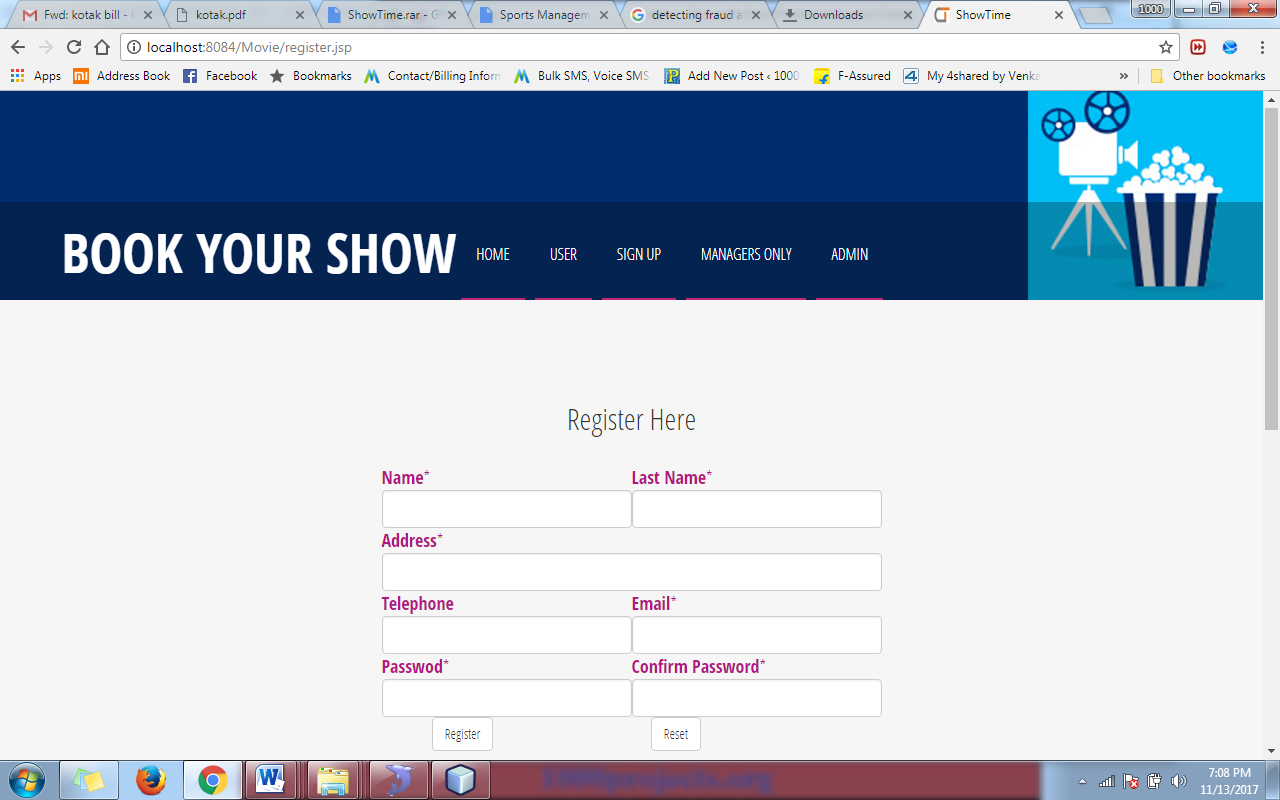 Fwd: kotak bill - i
kotak.pdf
ShowTime.rar - G
Sports Managem
detecting fraud a
Downloads
ShowTime
1000
localhost:8084/Movie/register.jsp
Apps Address Book Facebook Bookmarks Contact/Billing Inform Bulk SMS, Voice SMS Add New Post ‹ 1000 F-Assured My 4shared by Venka » Other bookmarks
BOOK YOUR SHOW HOME USER SIGN UP MANAGERS ONLY ADMIN
Register Here
Name* Last Name*
Address*
Telephone Email*
Passwod* Confirm Password*
Register Reset
1000projects.org
7:08 PM
11/13/2017